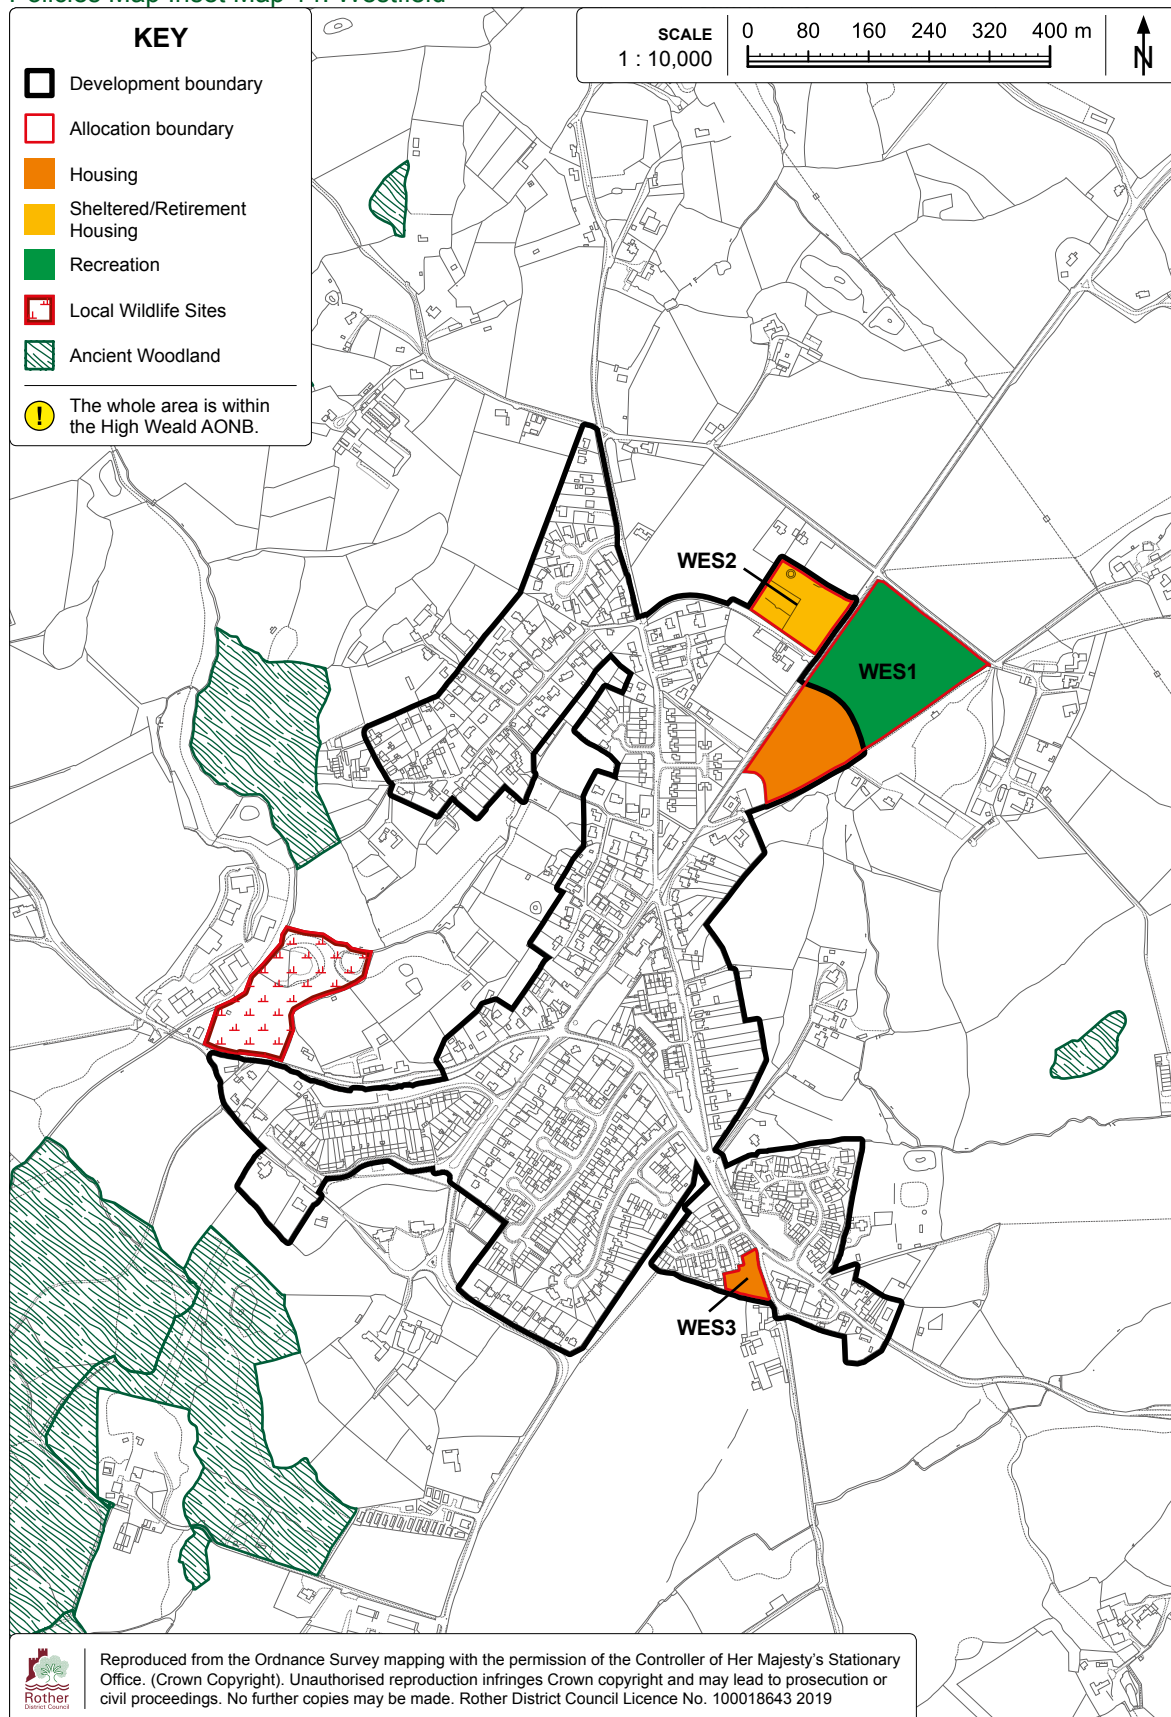 KEY
Development boundary
Allocation boundary
Housing
Sheltered/Retirement
Housing
Recreation
Local Wildlife Sites
Ancient Woodland
!
The whole area is within
the High Weald AONB.
SCALE
1 : 10,000
0 80 160 240 320 400 m
N
WES2
WES1
WES3
Rother
District Council
Reproduced from the Ordnance Survey mapping with the permission of the Controller of Her Majesty's Stationary
Office. (Crown Copyright). Unauthorised reproduction infringes Crown copyright and may lead to prosecution or
civil proceedings. No further copies may be made. Rother District Council Licence No. 100018643 2019